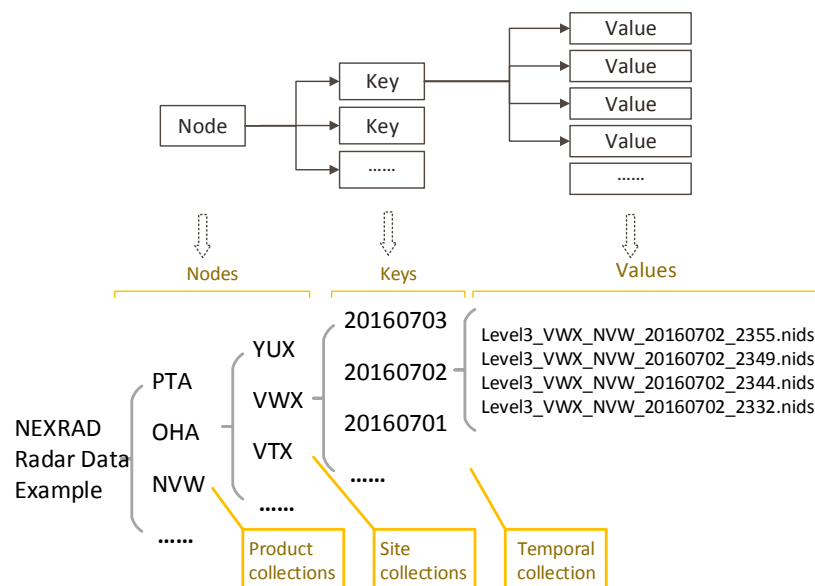 Value
Value
Key
Value
Node
Key
Value
……
……
Nodes
Keys
Values
20160703
YUX
Level3_VWX_NVW_20160702_2355.nids
PTA
Level3_VWX_NVW_20160702_2349.nids
20160702
VWX
Level3_VWX_NVW_20160702_2344.nids
Level3_VWX_NVW_20160702_2332.nids
20160701
NEXRAD
Radar Data
Example
OHA
VTX
NVW
……
……
……
Product
collections
Site
collections
Temporal
collection